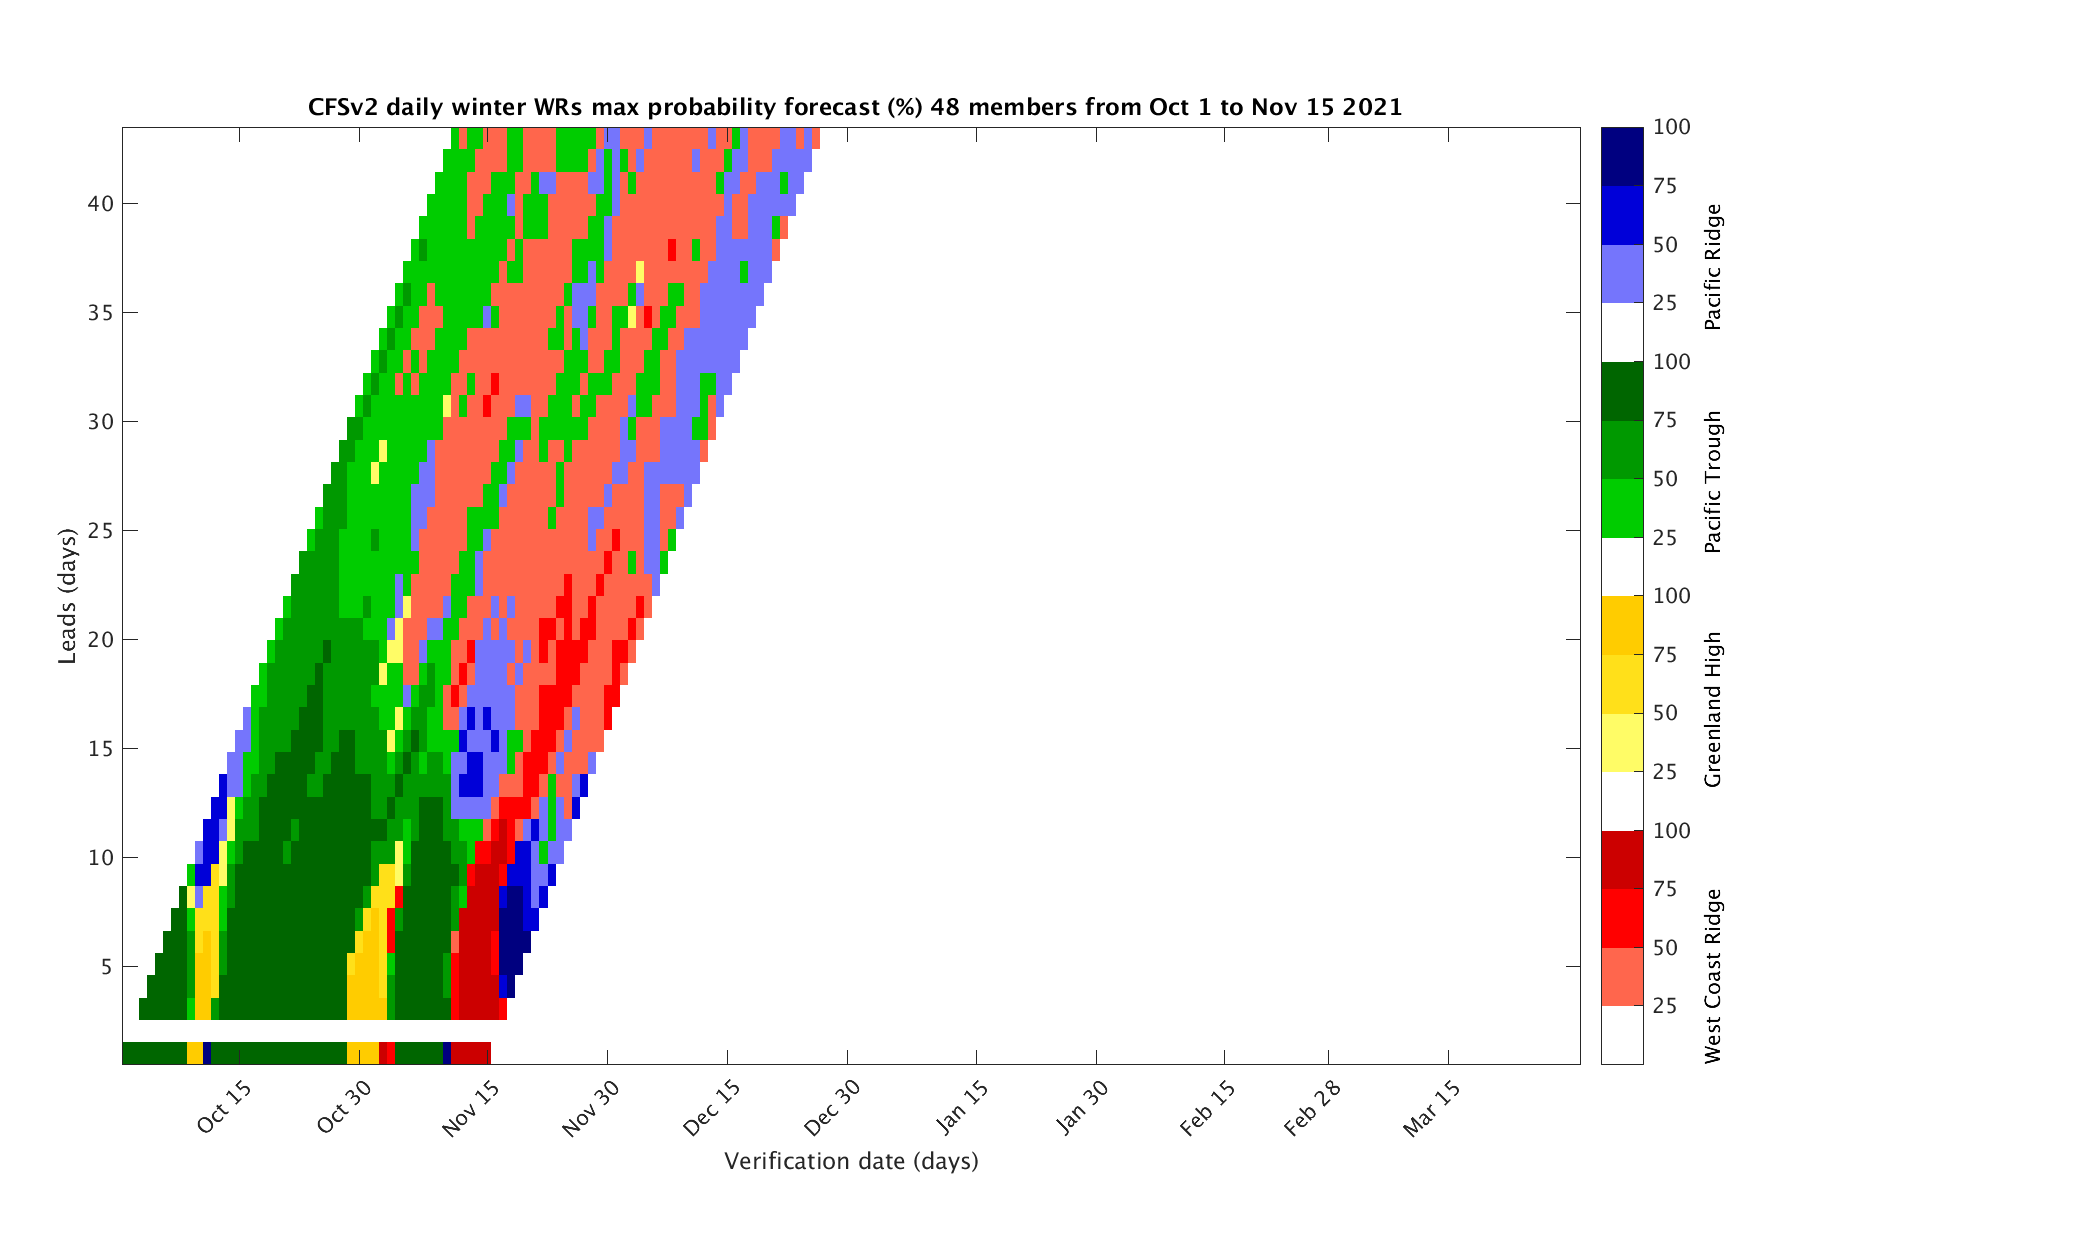 CFSv2 daily winter WRs max probability forecast (%) 48 members from Oct 1 to Nov 15 2021
Leads (days)
40
35
30
25
20
15
10
5
Oct 15
Oct 30
Nov 15
Nov 30
Dec 15
Dec 30
Jan 15
Jan 30
Feb 15
Feb 28
Mar 15
Verification date (days)
100
75
50
25
Pacific Ridge
100
75
50
25
Pacific Trough
100
75
50
25
Greenland High
100
75
50
25
West Coast Ridge